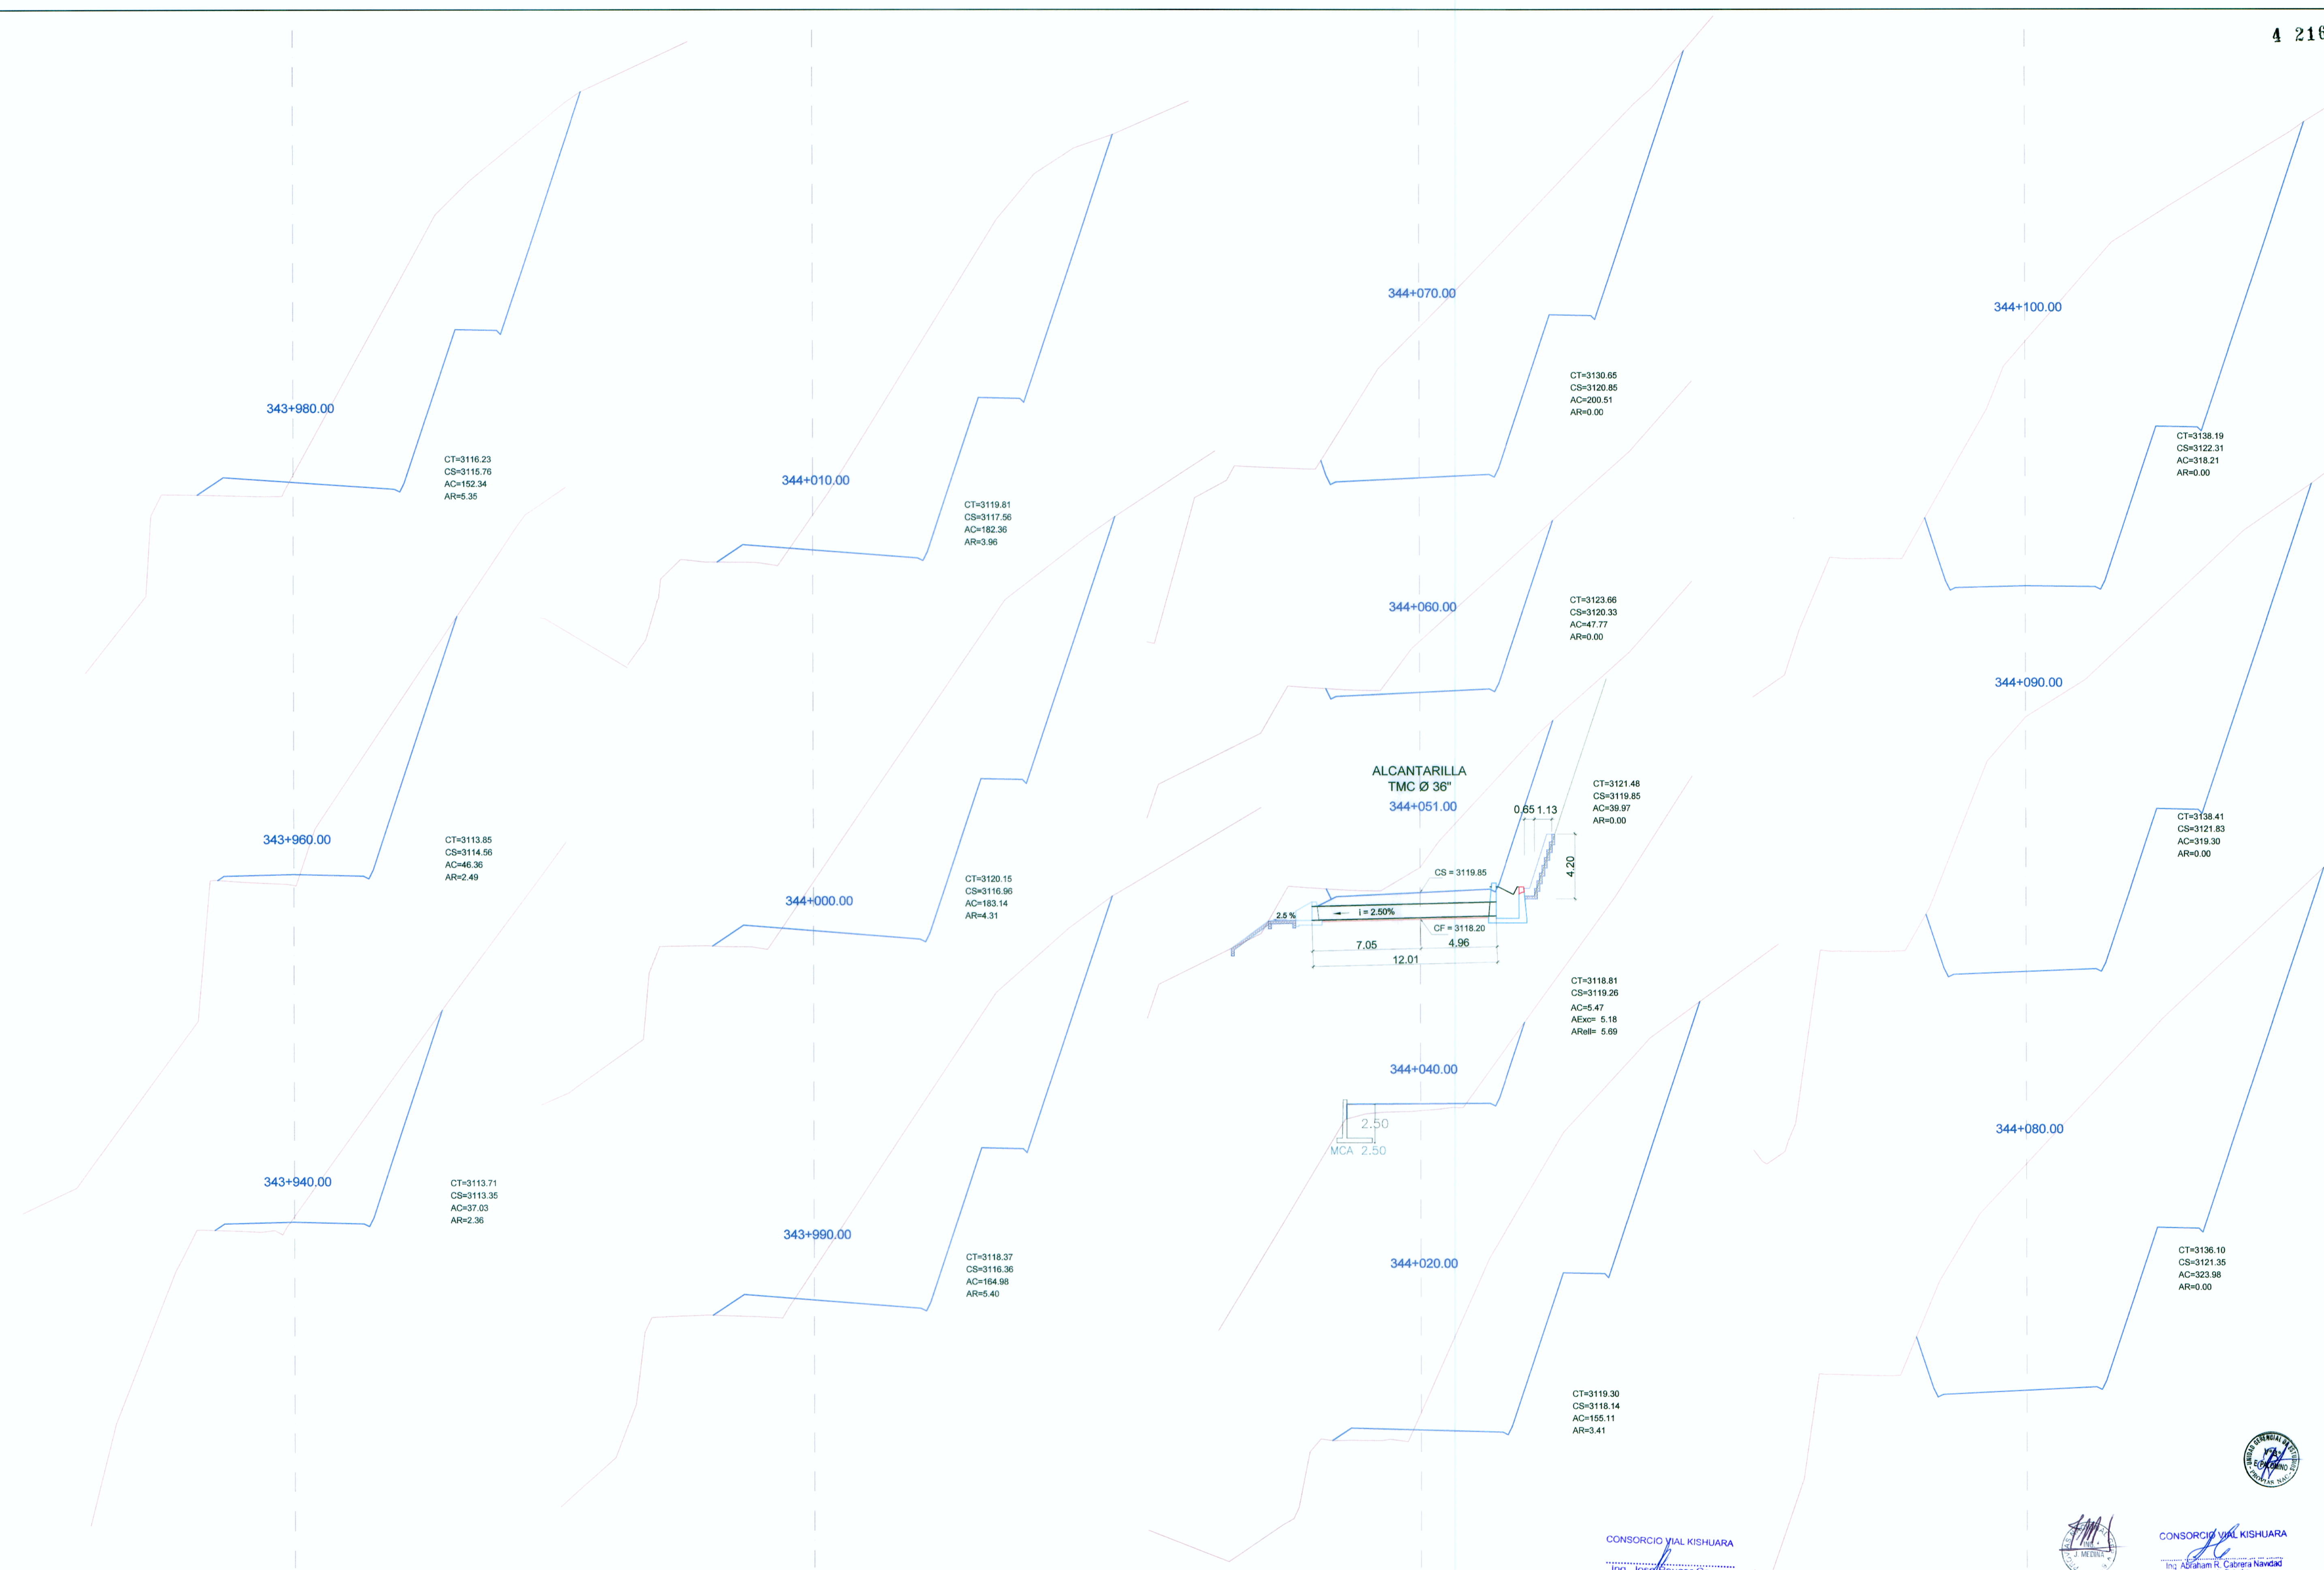 4 216
343+980.00
CT=3116.23
CS=3115.76
AC=152.34
AR=5.35
343+960.00
CT=3113.85
CS=3114.56
AC=46.36
AR=2.49
343+940.00
CT=3113.71
CS=3113.35
AC=37.03
AR=2.36
344+010.00
CT=3119.81
CS=3117.56
AC=182.36
AR=3.96
344+000.00
CT=3120.15
CS=3116.96
AC=183.14
AR=4.31
343+990.00
CT=3118.37
CS=3116.36
AC=164.98
AR=5.40
344+070.00
CT=3130.65
CS=3120.85
AC=200.51
AR=0.00
344+060.00
CT=3123.66
CS=3120.33
AC=47.77
AR=0.00
ALCANTARILLA
TMC Ø 36"
344+051.00
0.65 1.13
CT=3121.48
CS=3119.85
AC=39.97
AR=0.00
4.20
CS = 3119.85
2.5 %
i = 2.50%
CF = 3118.20
7.05
4.96
12.01
CT=3118.81
CS=3119.26
AC=5.47
AExc= 5.18
ARell= 5.69
344+040.00
2.50
MCA 2.50
344+020.00
CT=3119.30
CS=3118.14
AC=155.11
AR=3.41
344+100.00
CT=3138.19
CS=3122.31
AC=318.21
AR=0.00
344+090.00
CT=3138.41
CS=3121.83
AC=319.30
AR=0.00
344+080.00
CT=3136.10
CS=3121.35
AC=323.98
AR=0.00
UNIDAD GERENCIAL DE ESTUDIOS
V°B°
E. PALOMINO
PROVIAS NAC
CONSORCIO VIAL KISHUARA
Ing.
ING.
J. MEDINA
CONSORCIO VIAL KISHUARA
Ing. Abraham R. Cabrera Navidad